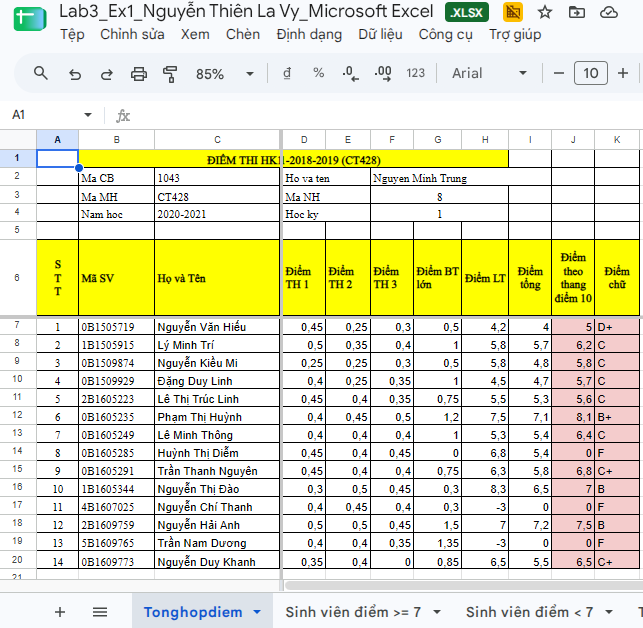 Lab3_Ex1_Nguyễn Thiên La Vy_Microsoft Excel .XLSX
Tệp Chỉnh sửa Xem Chèn Định dạng Dữ liệu Công cụ Trợ giúp
85% đ % .0 .00 123 Arial 10
A1 fx
A B C D E F G H I J K
1 ĐIỂM THI HK1-2018-2019 (CT428)
2 Ma CB 1043 Ho va ten Nguyen Minh Trung
3 Ma MH CT428 Ma NH 8
4 Nam hoc 2020-2021 Hoc ky 1
5
6 S T T Mã SV Họ và Tên Điểm TH 1 Điểm TH 2 Điểm TH 3 Điểm BT lớn Điểm LT Điểm tổng Điểm theo thang điểm 10 Điểm chữ
7 1 0B1505719 Nguyễn Văn Hiếu 0,45 0,25 0,3 0,5 4,2 4 5 D+
8 2 1B1505915 Lý Minh Trí 0,5 0,35 0,4 1 5,8 5,7 6,2 C
9 3 0B1509874 Nguyễn Kiều Mi 0,25 0,25 0,3 0,5 5,8 4,8 5,8 C
10 4 0B1509929 Đặng Duy Linh 0,4 0,25 0,35 1 4,5 4,7 5,7 C
11 5 2B1605223 Lê Thị Trúc Linh 0,45 0,4 0,35 0,75 5,5 5,3 5,6 C
12 6 0B1605235 Phạm Thị Huỳnh 0,4 0,45 0,5 1,2 7,5 7,1 8,1 B+
13 7 0B1605249 Lê Minh Thông 0,4 0,4 0,4 1 5,3 5,4 6,4 C
14 8 0B1605285 Huỳnh Thị Diễm 0,45 0,4 0,45 0 6,8 5,4 0 F
15 9 0B1605291 Trần Thanh Nguyên 0,45 0,4 0,4 0,75 6,3 5,8 6,8 C+
16 10 1B1605344 Nguyễn Thị Đào 0,3 0,5 0,45 0,3 8,3 6,5 7 B
17 11 4B1607025 Nguyễn Chí Thanh 0,4 0,45 0,4 0,3 -3 0 0 F
18 12 2B1609759 Nguyễn Hải Anh 0,5 0,5 0,45 1,5 7 7,2 7,5 B
19 13 5B1609765 Trần Nam Dương 0,4 0,4 0,35 1,35 -3 0 0 F
20 14 0B1609773 Nguyễn Duy Khanh 0,35 0,4 0 0,85 6,5 5,5 6,5 C+
21
Tonghopdiem Sinh viên điểm >= 7 Sinh viên điểm < 7